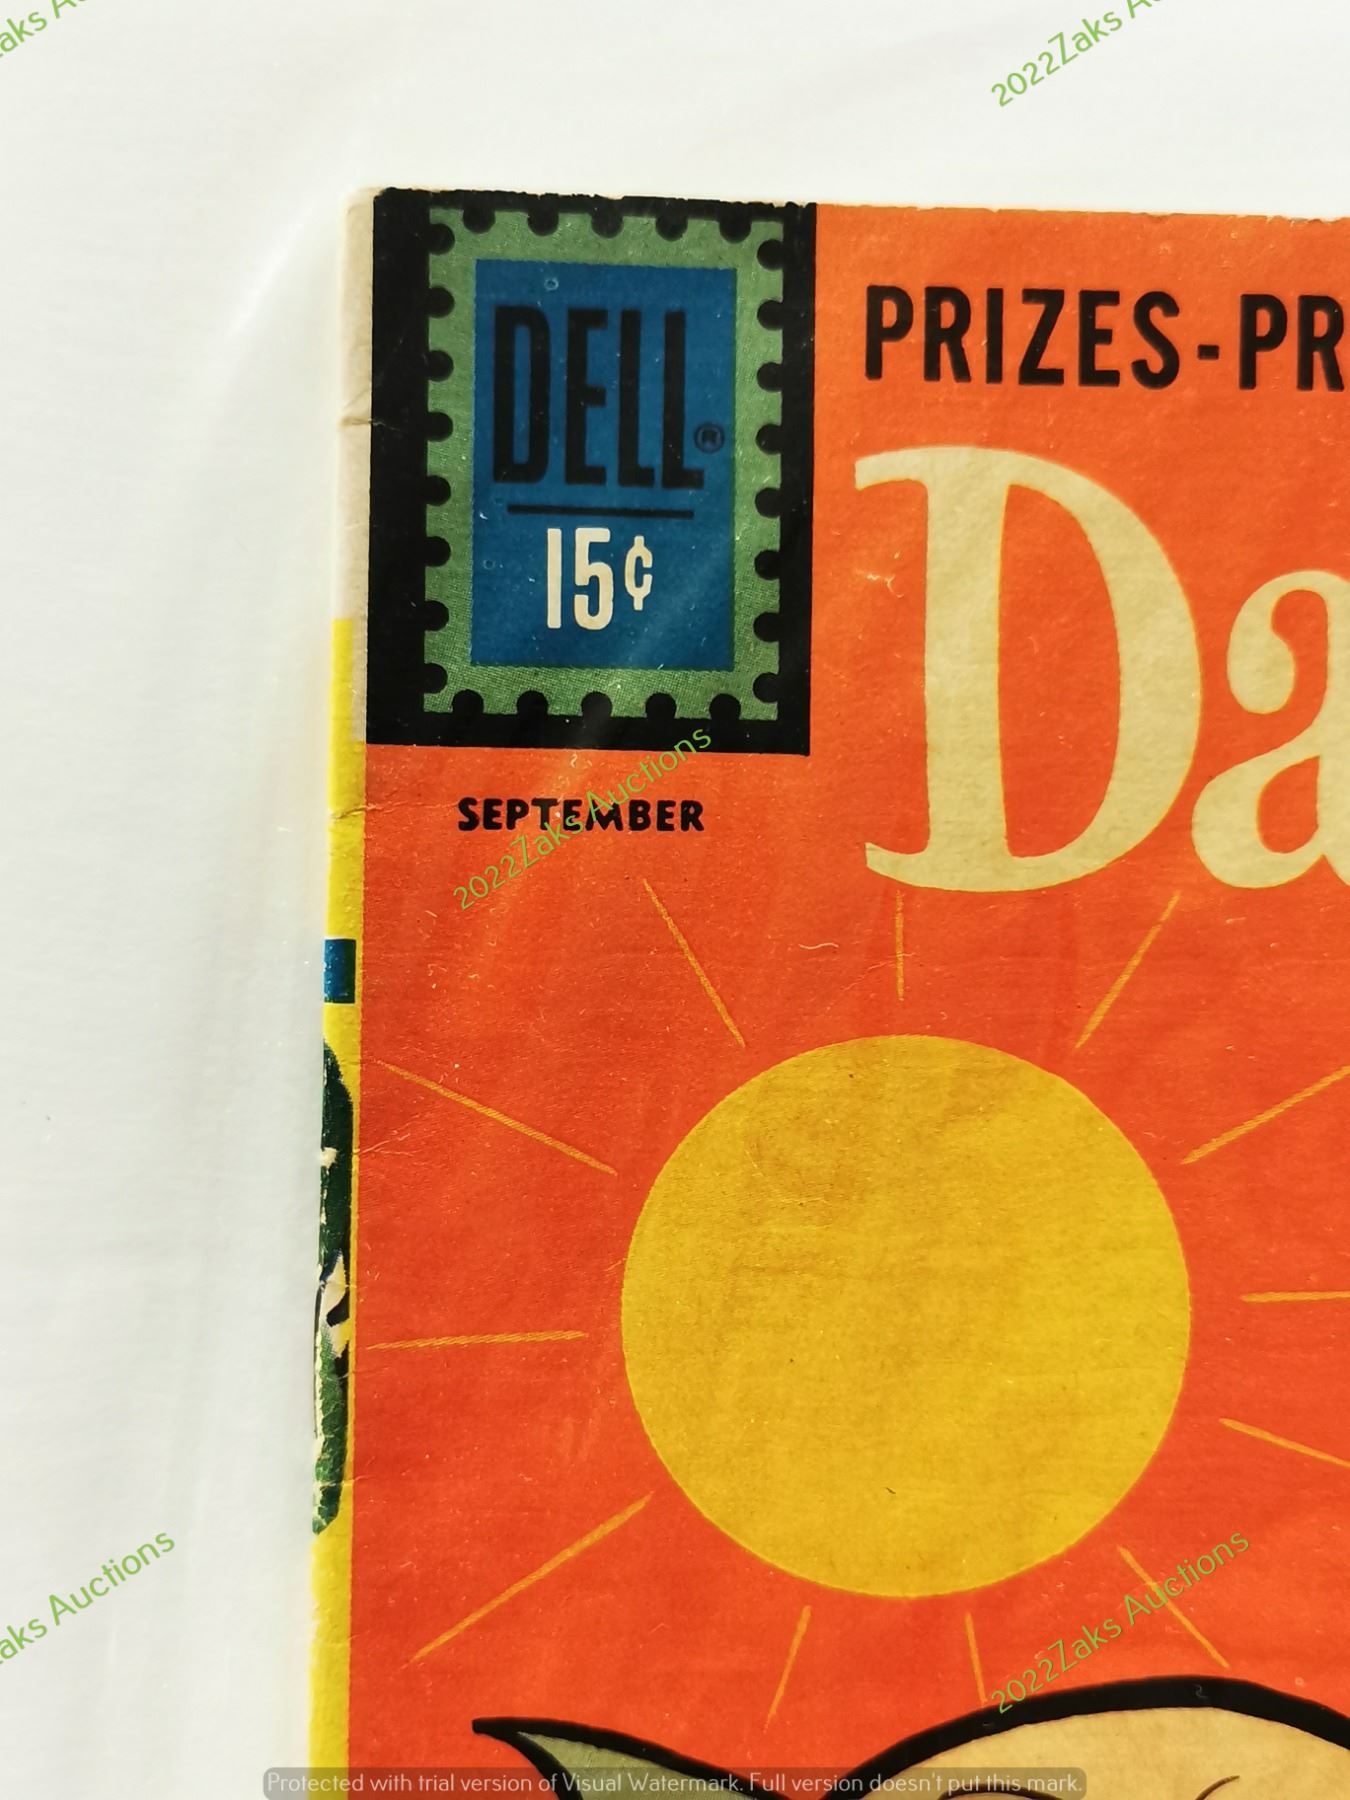 2022Zaks
DELL®
15¢
PRIZES-PR
Da
SEPTEMBER
2022Zaks Auctions
aks Auctions
2022Zaks Auctions
Protected with trial version of Visual Watermark. Full version doesn't put this mark.